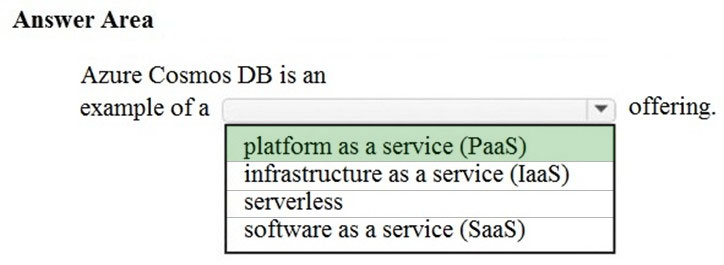 Answer Area
Azure Cosmos DB is an
example of a offering.
platform as a service (PaaS)
infrastructure as a service (IaaS)
serverless
software as a service (SaaS)